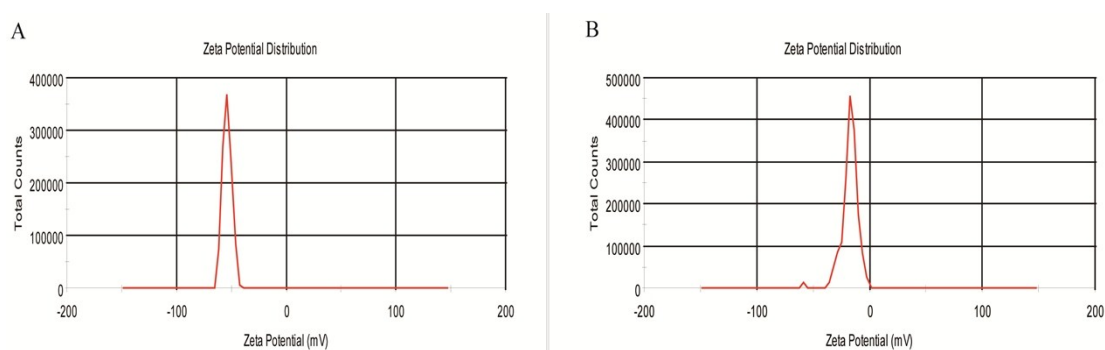 A
Zeta Potential Distribution
Total Counts
400000
300000
200000
100000
0
-200
-100
0
100
200
Zeta Potential (mV)
B
Zeta Potential Distribution
Total Counts
500000
400000
300000
200000
100000
0
-200
-100
0
100
200
Zeta Potential (mV)